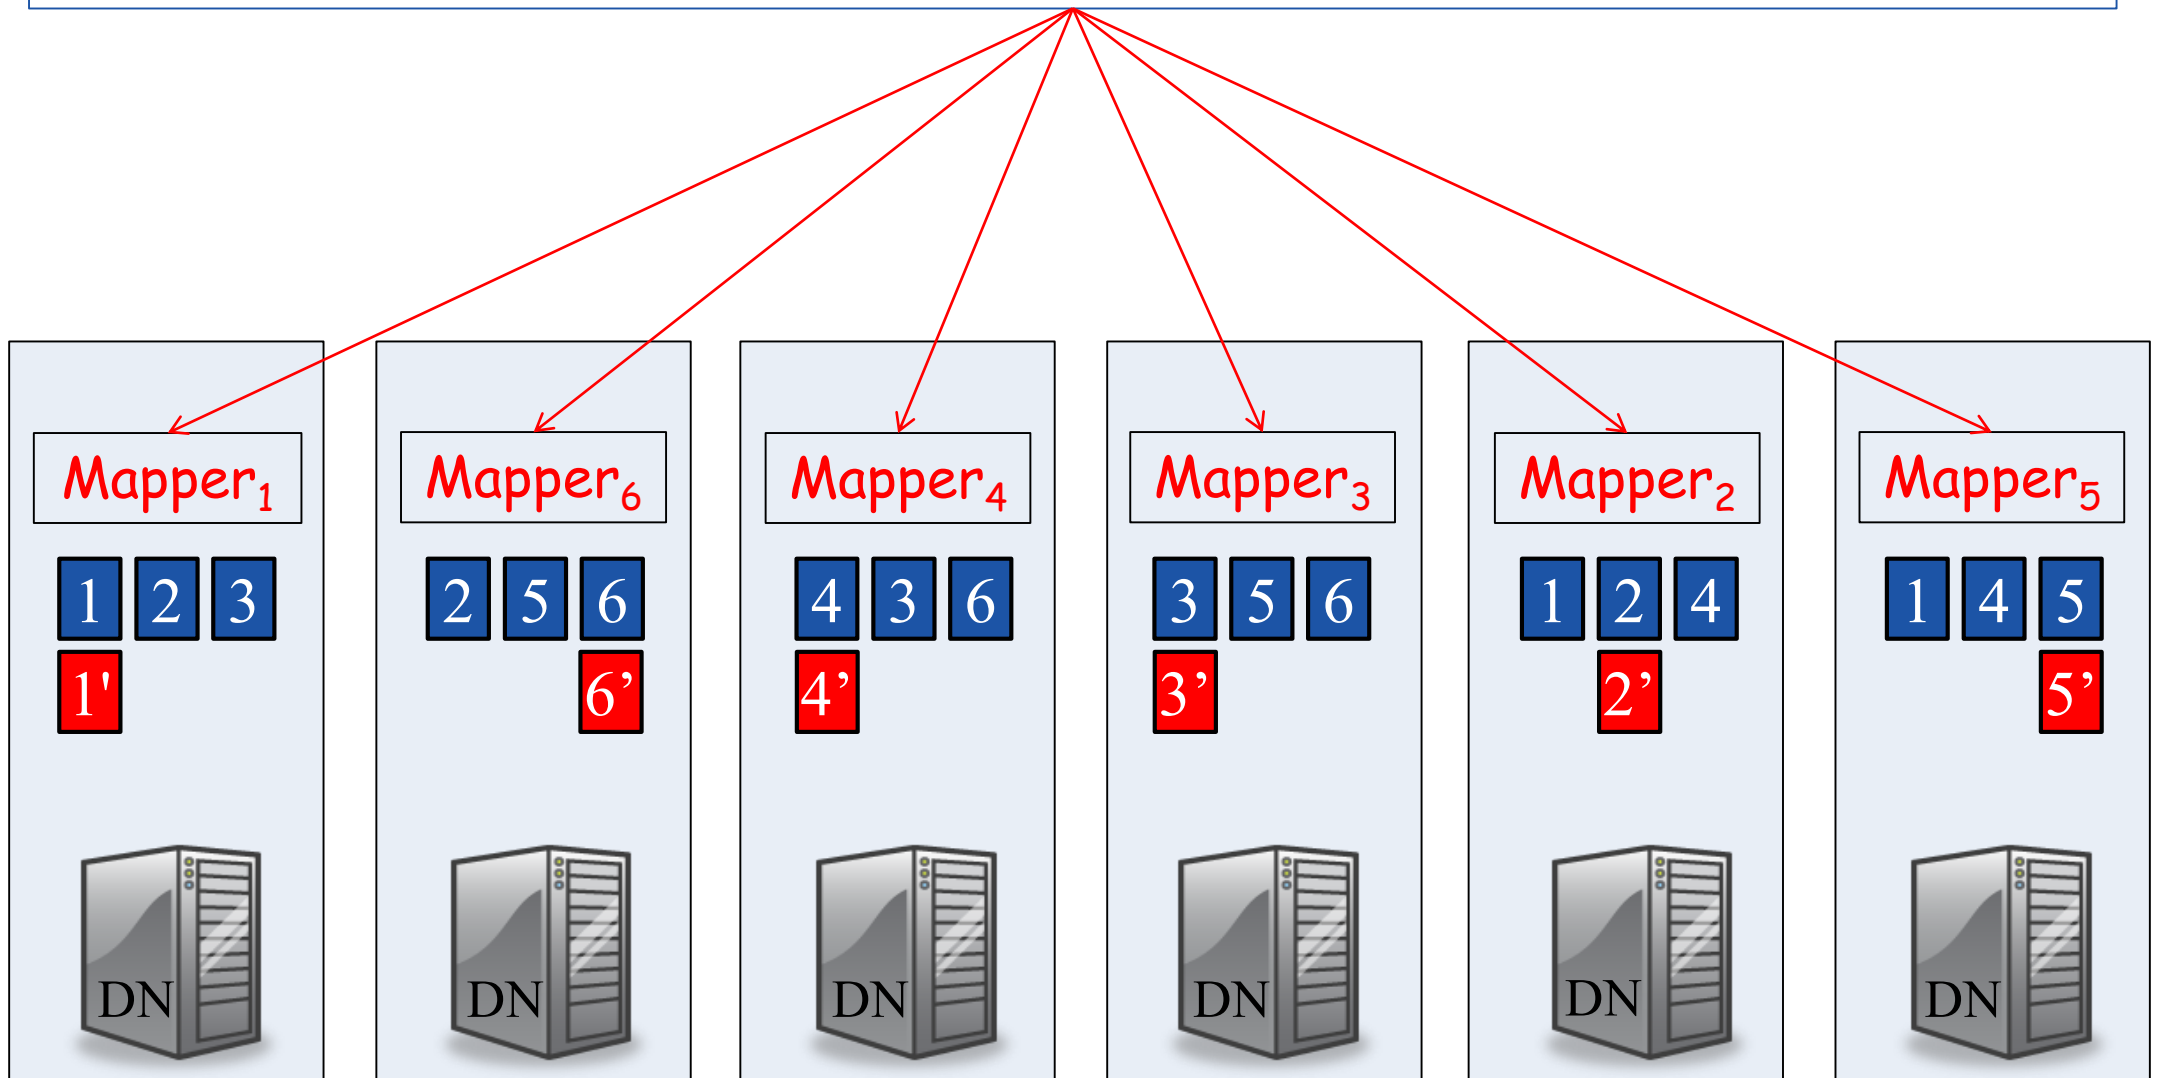 Mapper₁ Mapper₆ Mapper₄ Mapper₃ Mapper₂ Mapper₅
1 2 3 2 5 6 4 3 6 3 5 6 1 2 4 1 4 5
1' 6’ 4’ 3’ 2’ 5’
DN DN DN DN DN DN